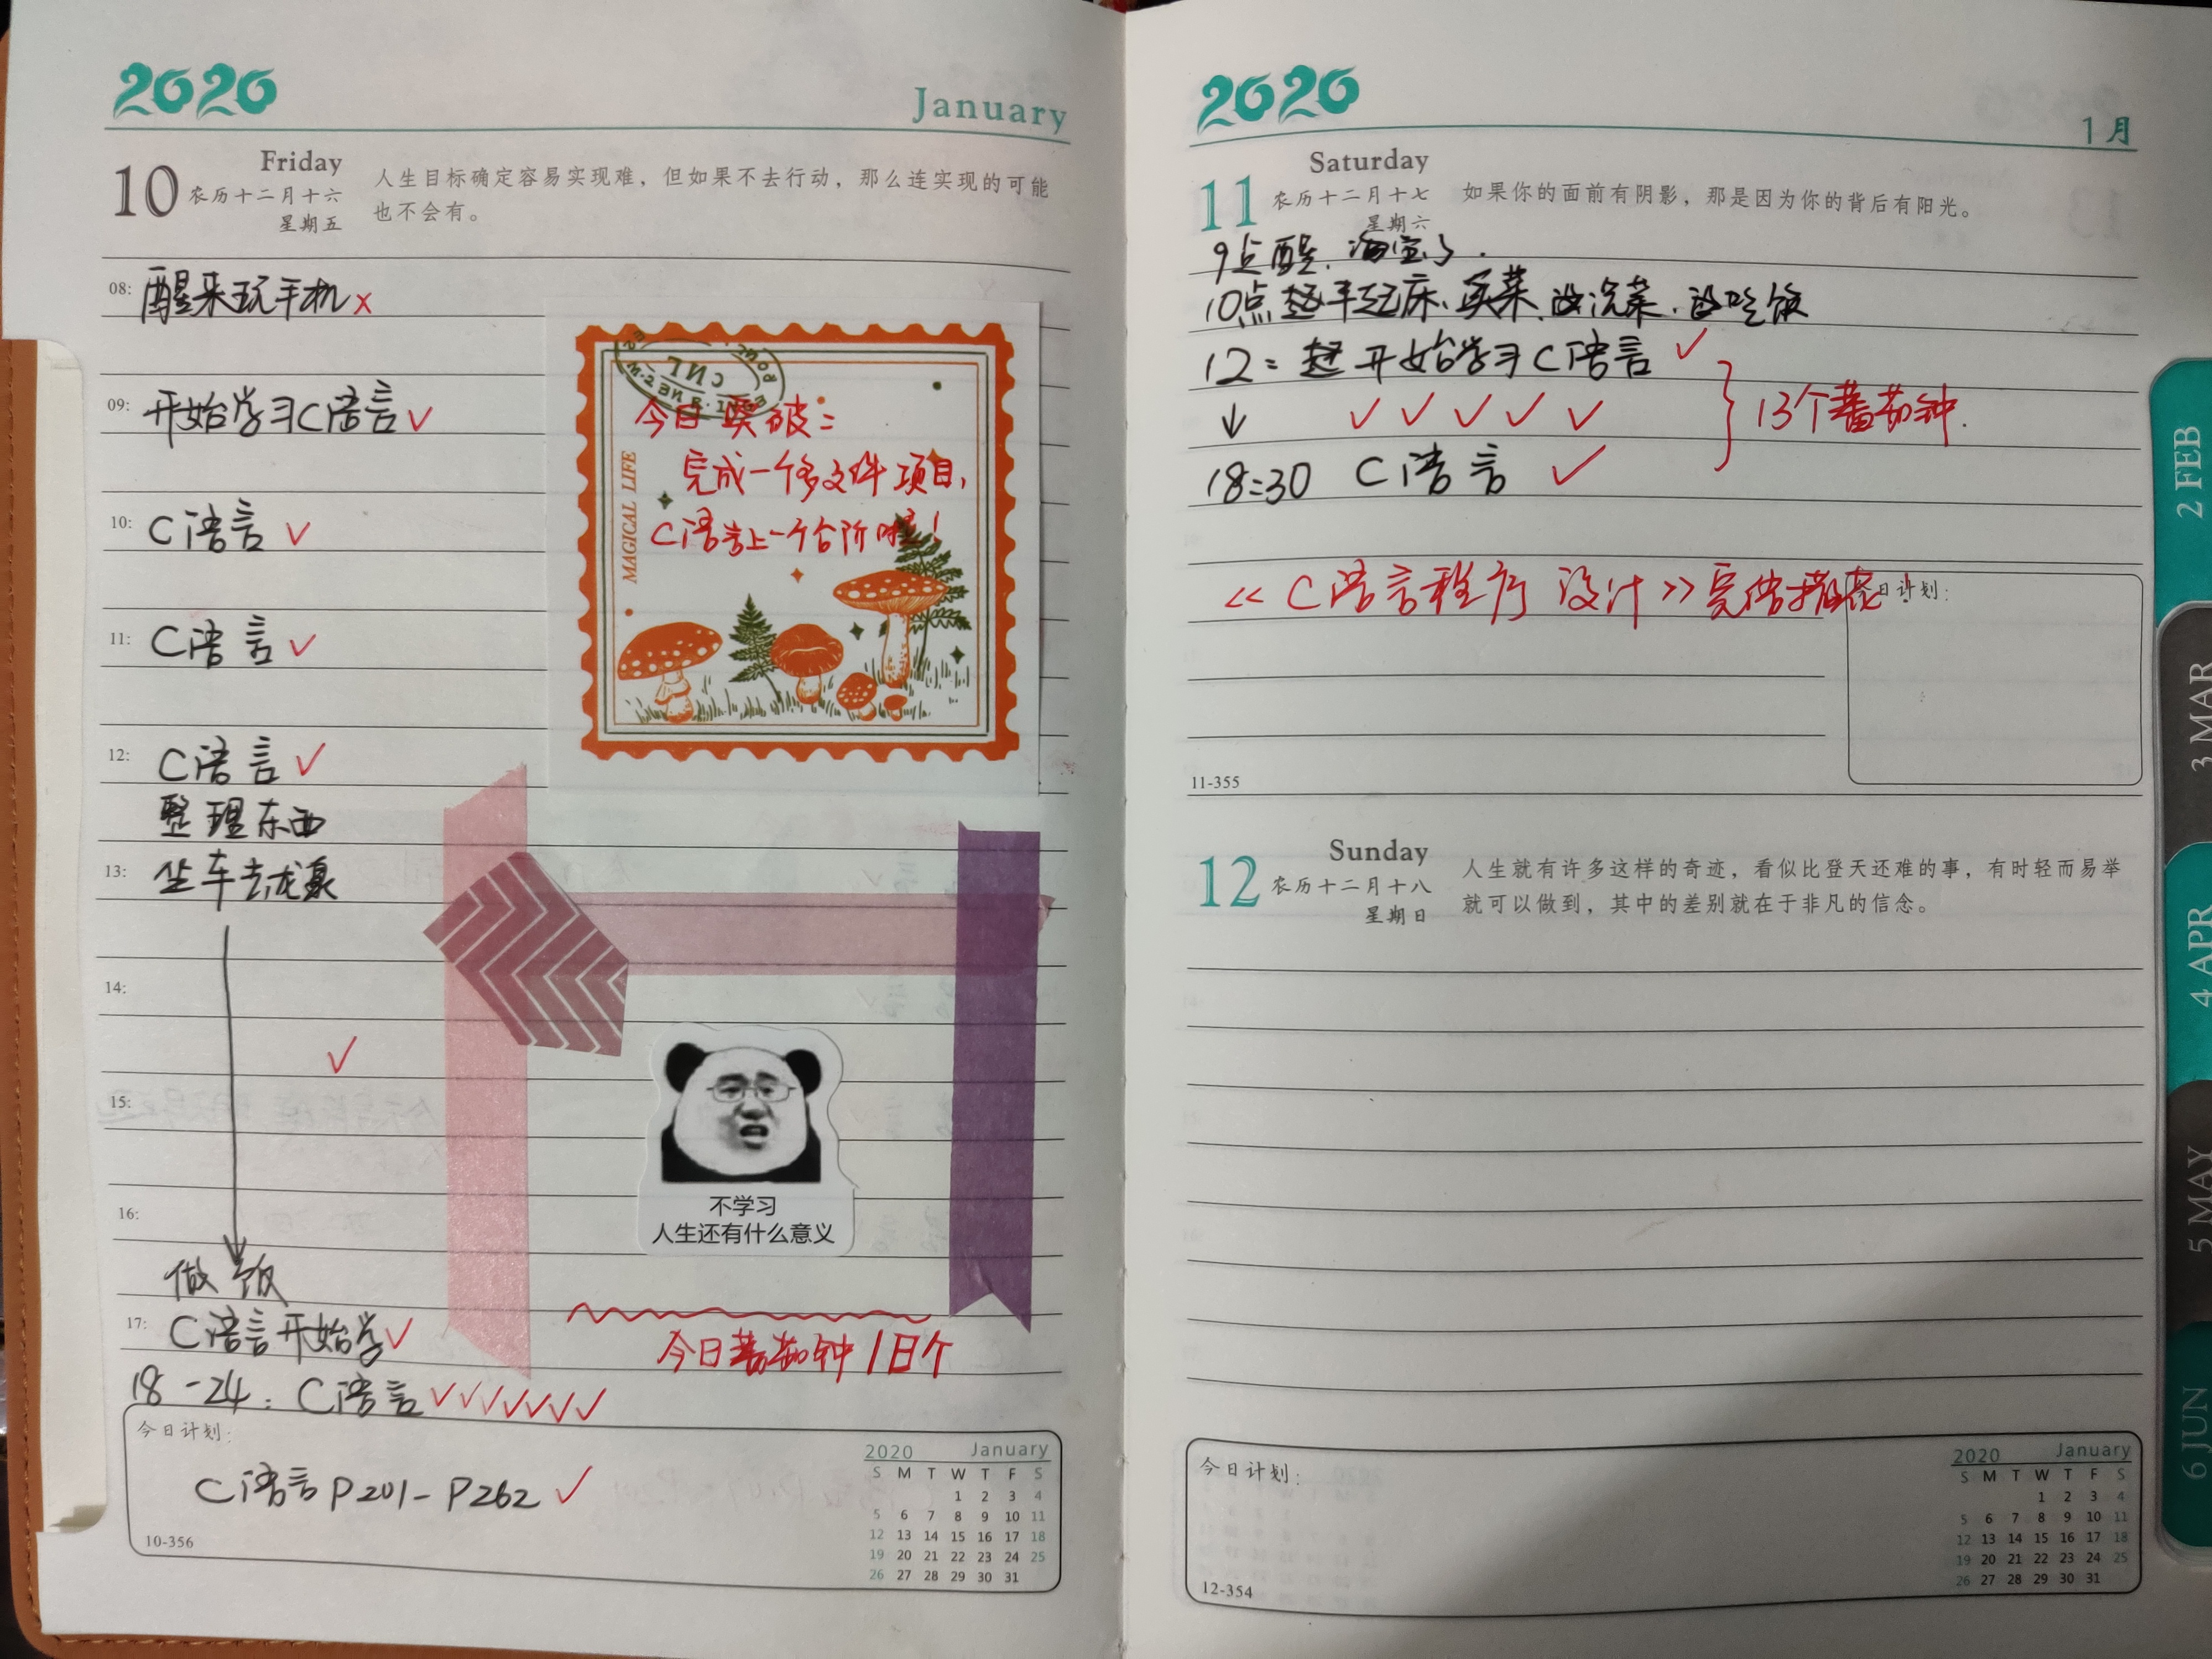 2020
January
10
Friday
农历十二月十六
星期五
人生目标确定容易实现难，但如果不去行动，那么连实现的可能
也不会有。
08: 醒来玩手机×
09: 开始学习C语言✓
10: C语言✓
11: C语言✓
12: C语言✓
整理东西
13: 坐车去龙泉
14:
✓
15:
16:
做饭
17: C语言开始学✓
18-24: C语言✓✓✓✓✓✓✓
CNL
MAGICAL LIFE
今日突破:
完成一个多文件项目,
C语言上一个台阶啦!
不学习
人生还有什么意义
今日蕃茄钟18个
今日计划:
C语言P201-P262✓
10-356
2020 January
S M T W T F S
1 2 3 4
5 6 7 8 9 10 11
12 13 14 15 16 17 18
19 20 21 22 23 24 25
26 27 28 29 30 31
2020
1月
11
Saturday
农历十二月十七
星期六
如果你的面前有阴影，那是因为你的背后有阳光。
9点醒.淘宝了.
10点 起床、买菜、洗菜、吃饭
12: 开始学习C语言✓
↓ ✓✓✓✓✓
13个蕃茄钟.
18:30 C语言✓
<<C语言程序设计>>完结撒花!
今日计划:
11-355
12
Sunday
农历十二月十八
星期日
人生就有许多这样的奇迹，看似比登天还难的事，有时轻而易举
就可以做到，其中的差别就在于非凡的信念。
今日计划:
12-354
2020 January
S M T W T F S
1 2 3 4
5 6 7 8 9 10 11
12 13 14 15 16 17 18
19 20 21 22 23 24 25
26 27 28 29 30 31
2 FEB
3 MAR
4 APR
5 MAY
6 JUN